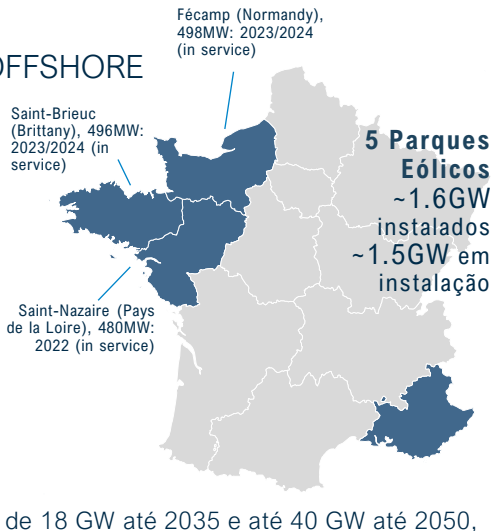 Fécamp (Normandy),
498MW: 2023/2024
(in service)
OFFSHORE
Saint-Brieuc
(Brittany), 496MW:
2023/2024 (in
service)
5 Parques
Eólicos
~1.6GW
instalados
~1.5GW em
instalação
Saint-Nazaire (Pays
de la Loire), 480MW:
2022 (in service)
de 18 GW até 2035 e até 40 GW até 2050,